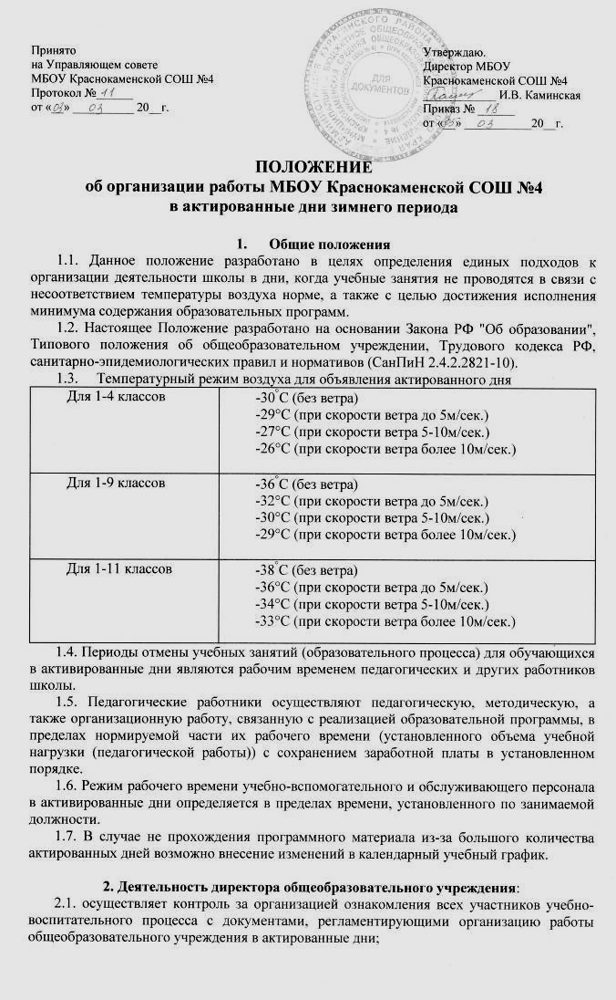 Принято
на Управляющем совете
МБОУ Краснокаменской СОШ №4
Протокол № 11
от «03» 03 20__г.
Утверждаю.
Директор МБОУ
Краснокаменской СОШ №4
И.В. Каминская
Приказ № 18
от « » 03 20__г.
ДЛЯ
ДОКУМЕНТОВ
ПОЛОЖЕНИЕ
об организации работы МБОУ Краснокаменской СОШ №4
в актированные дни зимнего периода
1. Общие положения
1.1. Данное положение разработано в целях определения единых подходов к
организации деятельности школы в дни, когда учебные занятия не проводятся в связи с
несоответствием температуры воздуха норме, а также с целью достижения исполнения
минимума содержания образовательных программ.
1.2. Настоящее Положение разработано на основании Закона РФ "Об образовании",
Типового положения об общеобразовательном учреждении, Трудового кодекса РФ,
санитарно-эпидемиологических правил и нормативов (СанПиН 2.4.2.2821-10).
1.3. Температурный режим воздуха для объявления актированного дня
Для 1-4 классов
-30°С (без ветра)
-29°С (при скорости ветра до 5м/сек.)
-27°С (при скорости ветра 5-10м/сек.)
-26°С (при скорости ветра более 10м/сек.)
Для 1-9 классов
-36°С (без ветра)
-32°С (при скорости ветра до 5м/сек.)
-30°С (при скорости ветра 5-10м/сек.)
-29°С (при скорости ветра более 10м/сек.)
Для 1-11 классов
-38°С (без ветра)
-36°С (при скорости ветра до 5м/сек.)
-34°С (при скорости ветра 5-10м/сек.)
-33°С (при скорости ветра более 10м/сек.)
1.4. Периоды отмены учебных занятий (образовательного процесса) для обучающихся
в активированные дни являются рабочим временем педагогических и других работников
школы.
1.5. Педагогические работники осуществляют педагогическую, методическую, а
также организационную работу, связанную с реализацией образовательной программы, в
пределах нормируемой части их рабочего времени (установленного объема учебной
нагрузки (педагогической работы)) с сохранением заработной платы в установленном
порядке.
1.6. Режим рабочего времени учебно-вспомогательного и обслуживающего персонала
в активированные дни определяется в пределах времени, установленного по занимаемой
должности.
1.7. В случае не прохождения программного материала из-за большого количества
актированных дней возможно внесение изменений в календарный учебный график.
2. Деятельность директора общеобразовательного учреждения:
2.1. осуществляет контроль за организацией ознакомления всех участников учебно-
воспитательного процесса с документами, регламентирующими организацию работы
общеобразовательного учреждения в актированные дни;